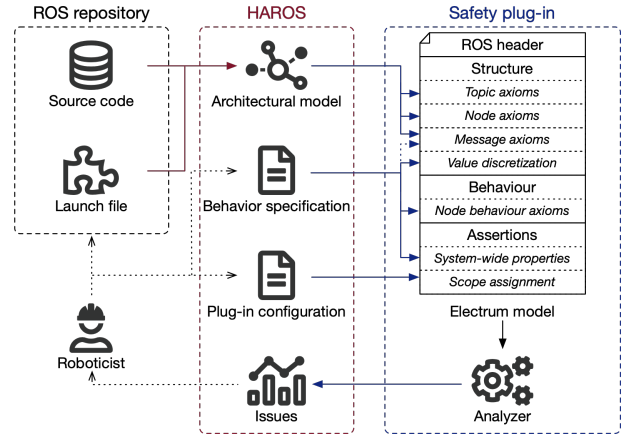 ROS repository
HAROS
Safety plug-in
Source code
Launch file
Roboticist
Architectural model
Behavior specification
Plug-in configuration
Issues
ROS header
Structure
Topic axioms
Node axioms
Message axioms
Value discretization
Behaviour
Node behaviour axioms
Assertions
System-wide properties
Scope assignment
Electrum model
Analyzer